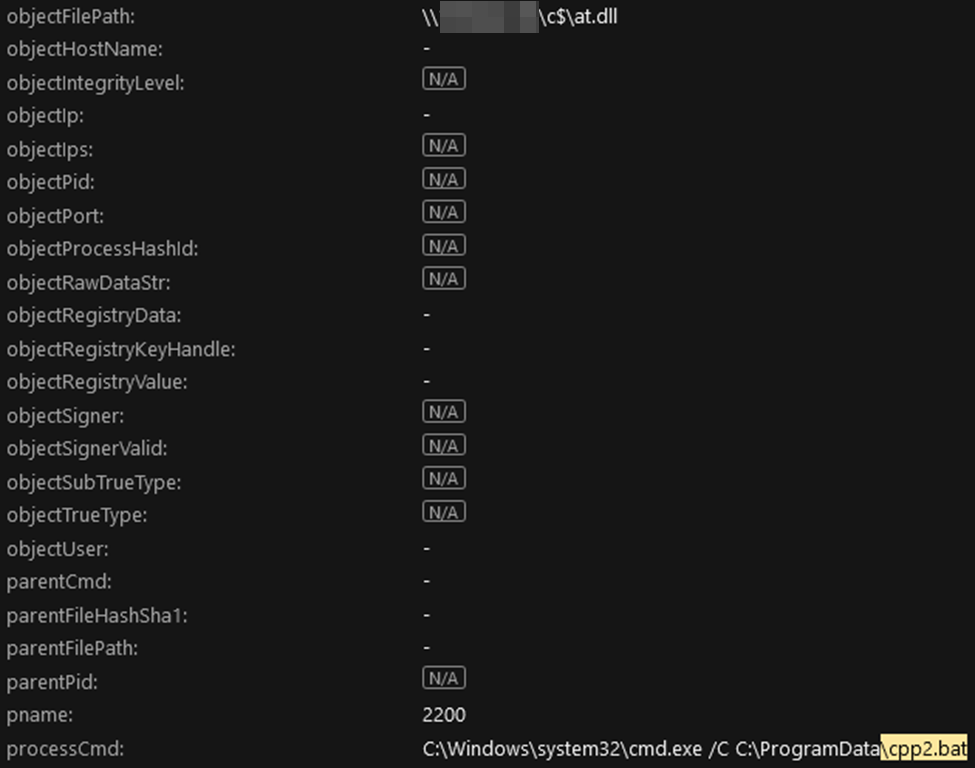 objectFilePath: \\ \c$\at.dll
objectHostName: -
objectIntegrityLevel: N/A
objectIp: -
objectIps: N/A
objectPid: N/A
objectPort: N/A
objectProcessHashId: N/A
objectRawDataStr: N/A
objectRegistryData: -
objectRegistryKeyHandle: -
objectRegistryValue: -
objectSigner: N/A
objectSignerValid: N/A
objectSubTrueType: N/A
objectTrueType: N/A
objectUser: -
parentCmd: -
parentFileHashSha1: -
parentFilePath: -
parentPid: N/A
pname: 2200
processCmd: C:\Windows\system32\cmd.exe /C C:\ProgramData\cpp2.bat